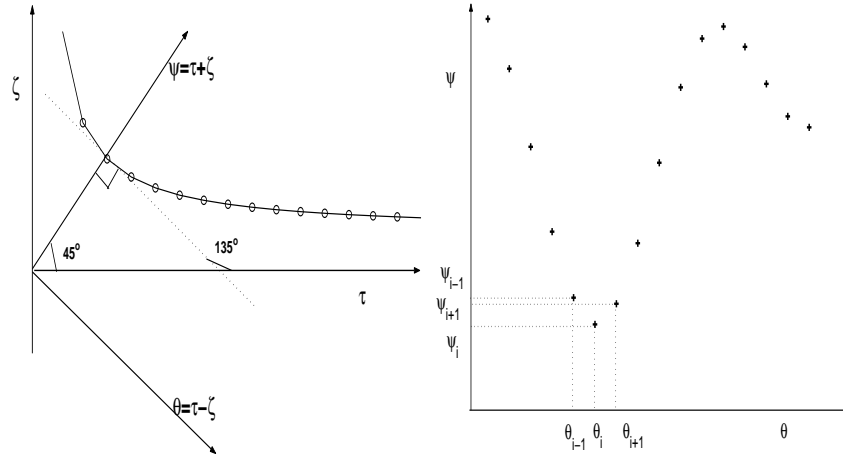 ζ
ψ=τ+ζ
45°
135°
τ
θ=τ−ζ
ψ
ψi−1
ψi+1
ψi
θi−1 θi θi+1 θ